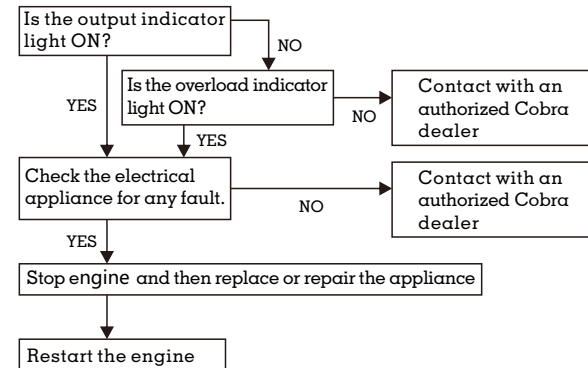 Is the output indicator
light ON?
NO
Is the overload indicator
light ON?
Contact with an
authorized Cobra
dealer
YES
NO
YES
Check the electrical
appliance for any fault.
Contact with an
authorized Cobra
dealer
NO
YES
Stop engine and then replace or repair the appliance
Restart the engine